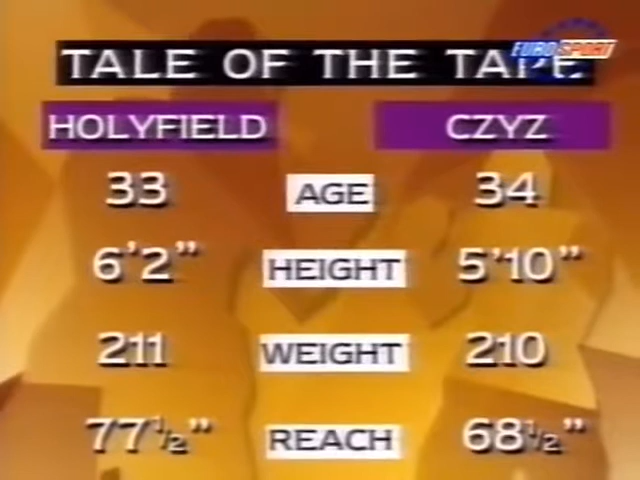 EUROSPORT
TALE OF THE TAPE
HOLYFIELD CZYZ
33 AGE 34
6'2" HEIGHT 5'10"
211 WEIGHT 210
77½" REACH 68½"